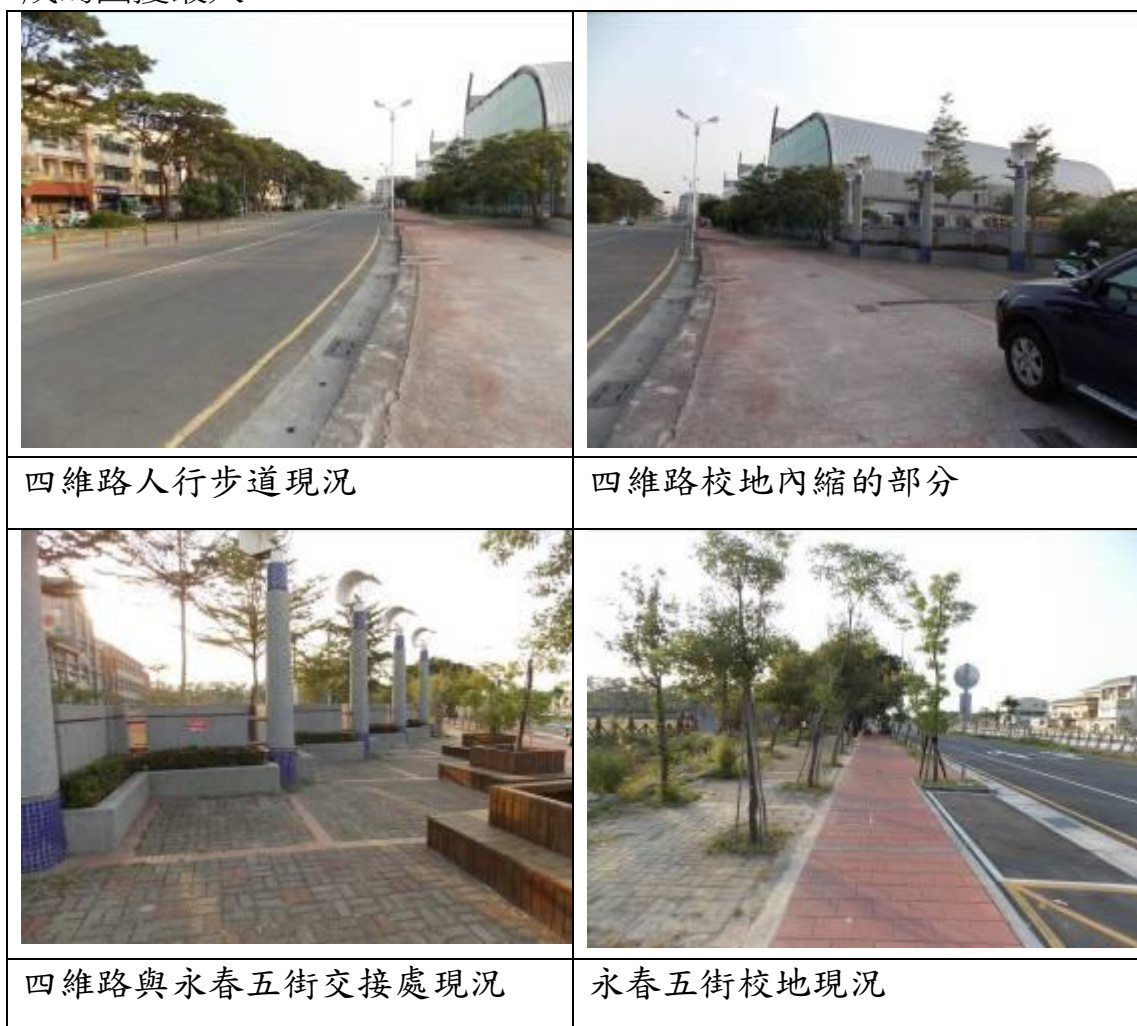 四維路人行步道現況
四維路校地內縮的部分
四維路與永春五街交接處現況
永春五街校地現況